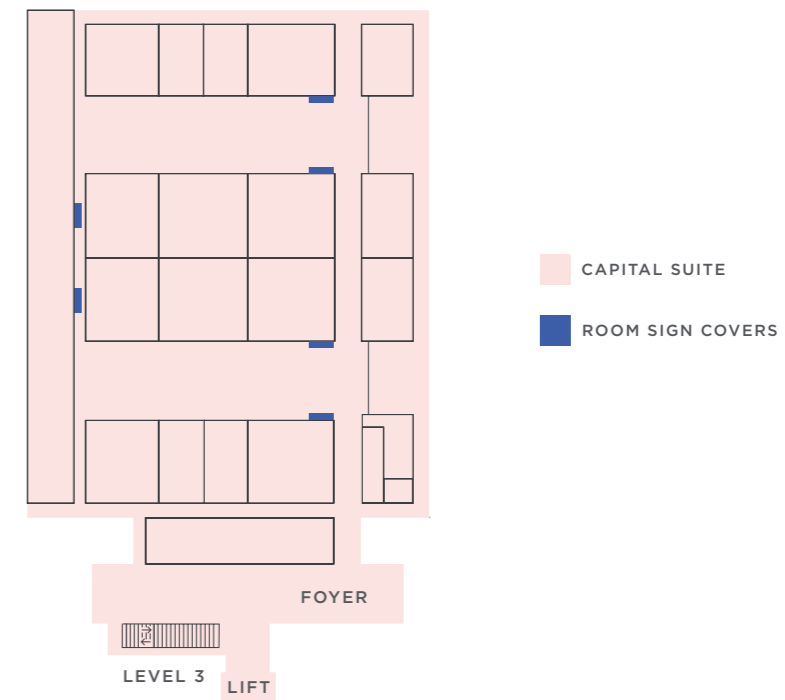 CAPITAL SUITE
ROOM SIGN COVERS
FOYER
LEVEL 3
LIFT